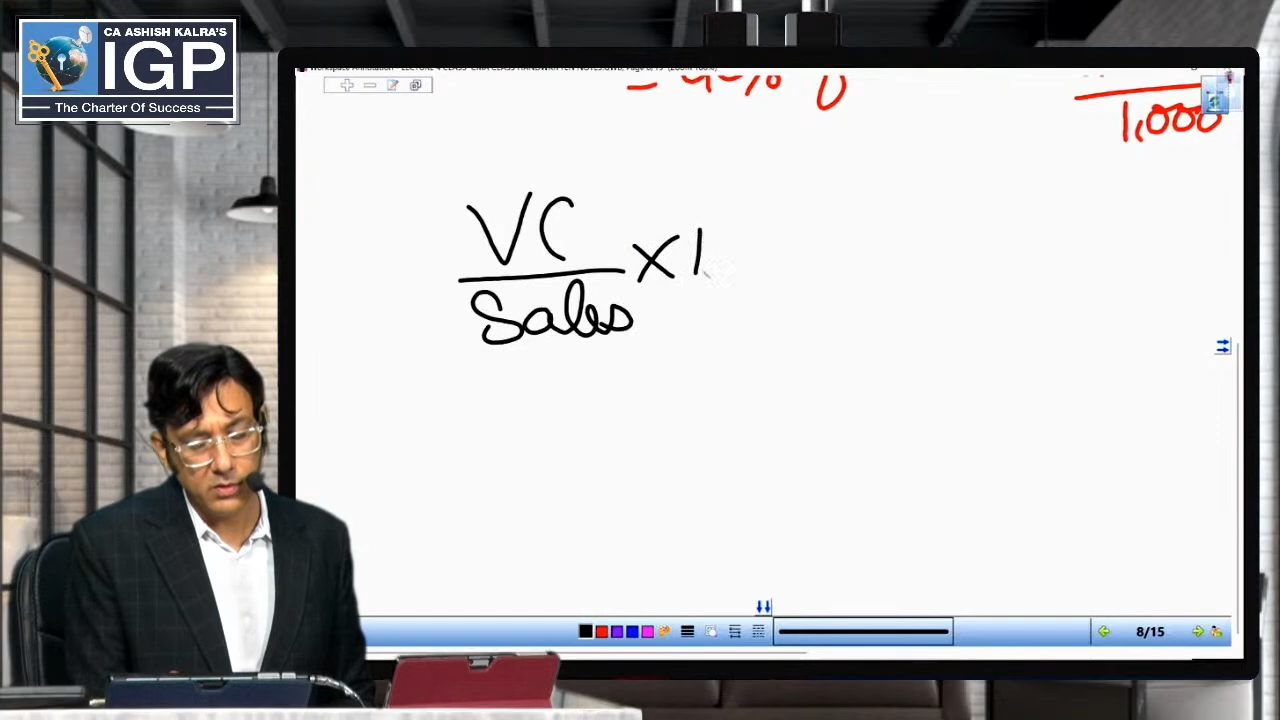 CA ASHISH KALRA'S
IGP
The Charter Of Success
1,000
VC
Sales
×1
8/15